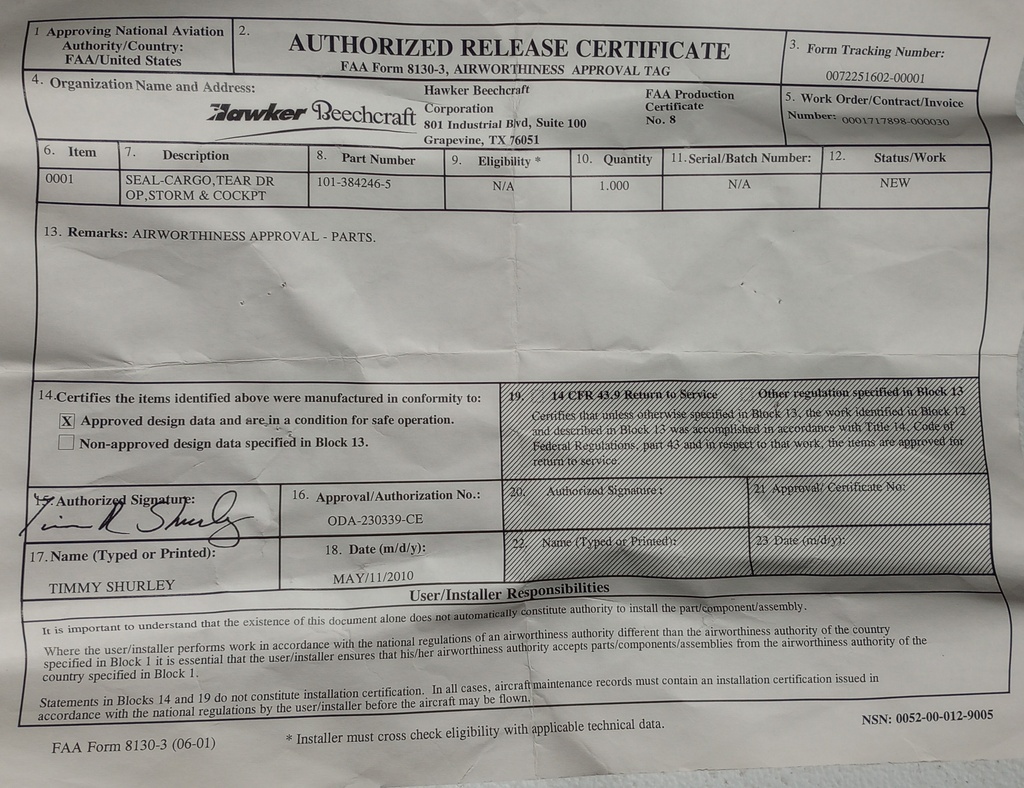 1 Approving National Aviation
Authority/Country:
FAA/United States
2.
AUTHORIZED RELEASE CERTIFICATE
FAA Form 8130-3, AIRWORTHINESS APPROVAL TAG
3. Form Tracking Number:
0072251602-00001
4. Organization Name and Address:
Hawker Beechcraft
Hawker Beechcraft
Corporation
801 Industrial Blvd, Suite 100
Grapevine, TX 76051
FAA Production
Certificate
No. 8
5. Work Order/Contract/Invoice
Number: 0001717898-000030
6. Item
7. Description
8. Part Number
9. Eligibility *
10. Quantity
11. Serial/Batch Number:
12. Status/Work
0001
SEAL-CARGO,TEAR DR
OP,STORM & COCKPT
101-384246-5
N/A
1.000
N/A
NEW
13. Remarks: AIRWORTHINESS APPROVAL - PARTS.
14.Certifies the items identified above were manufactured in conformity to:
X Approved design data and are in a condition for safe operation.
Non-approved design data specified in Block 13.
19. 14 CFR 43.9 Return to Service Other regulation specified in Block 13
Certifies that unless otherwise specified in Block 13, the work identified in Block 12
and described in Block 13 was accomplished in accordance with Title 14, Code of
Federal Regulations, part 43 and in respect to that work, the items are approved for
return to service.
15. Authorized Signature:
Tim R Shurley
16. Approval/Authorization No.:
ODA-230339-CE
20. Authorized Signature:
21 Approval/ Certificate No:
17. Name (Typed or Printed):
TIMMY SHURLEY
18. Date (m/d/y):
MAY/11/2010
22. Name (Typed or Printed):
23 Date (m/d/y):
User/Installer Responsibilities
It is important to understand that the existence of this document alone does not automatically constitute authority to install the part/component/assembly.
Where the user/installer performs work in accordance with the national regulations of an airworthiness authority different than the airworthiness authority of the country
specified in Block 1 it is essential that the user/installer ensures that his/her airworthiness authority accepts parts/components/assemblies from the airworthiness authority of the
country specified in Block 1.
Statements in Blocks 14 and 19 do not constitute installation certification. In all cases, aircraft maintenance records must contain an installation certification issued in
accordance with the national regulations by the user/installer before the aircraft may be flown.
FAA Form 8130-3 (06-01)
* Installer must cross check eligibility with applicable technical data.
NSN: 0052-00-012-9005